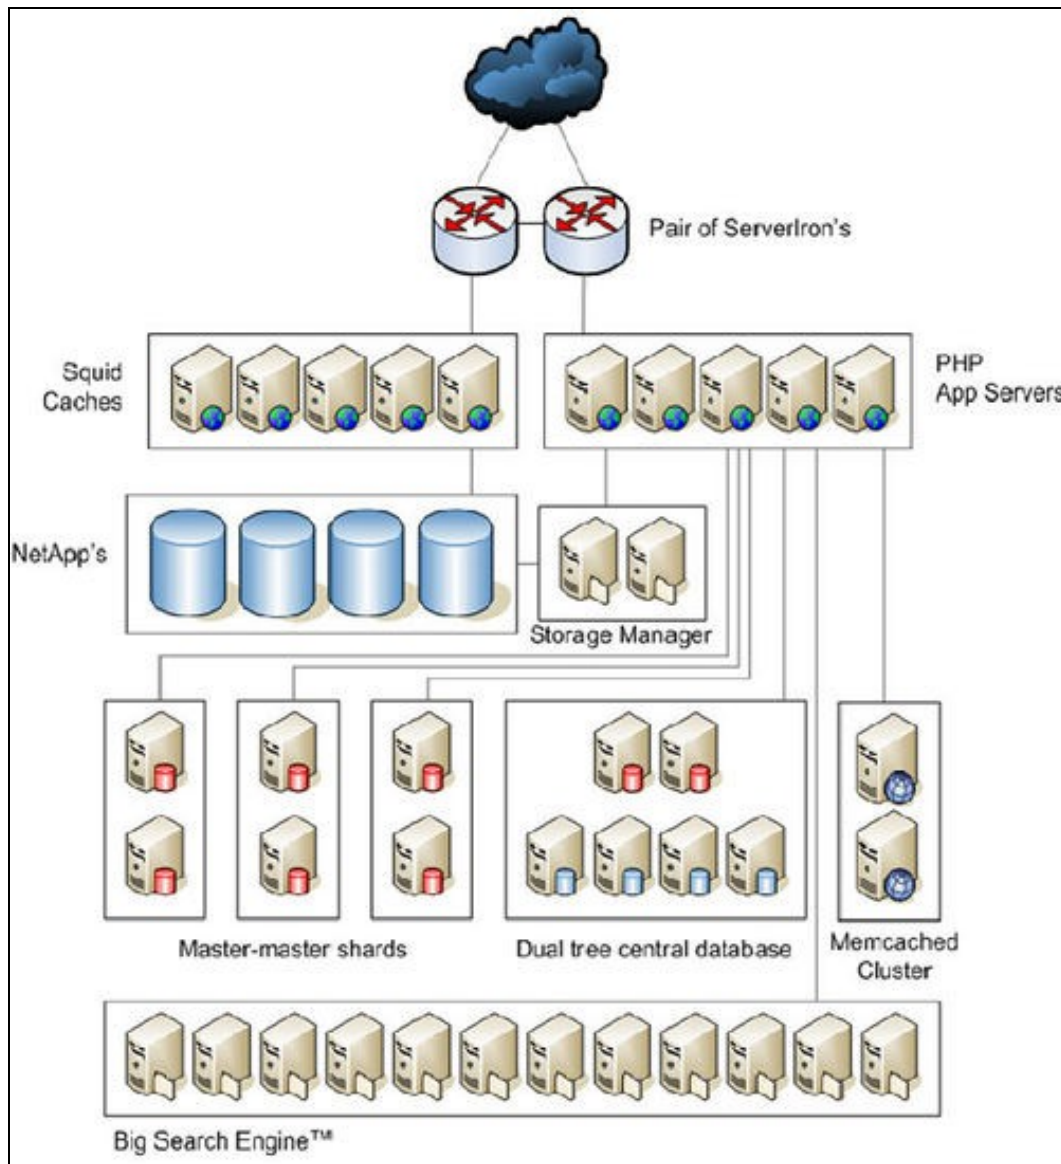 Pair of ServerIron's
Squid
Caches
PHP
App Servers
NetApp's
Storage Manager
Master-master shards
Dual tree central database
Memcached
Cluster
Big Search Engine™